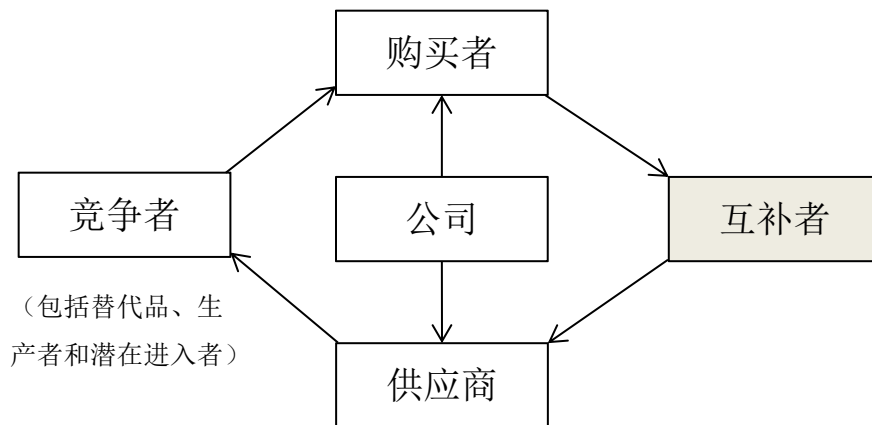 购买者
竞争者
公司
互补者
（包括替代品、生
产者和潜在进入者）
供应商